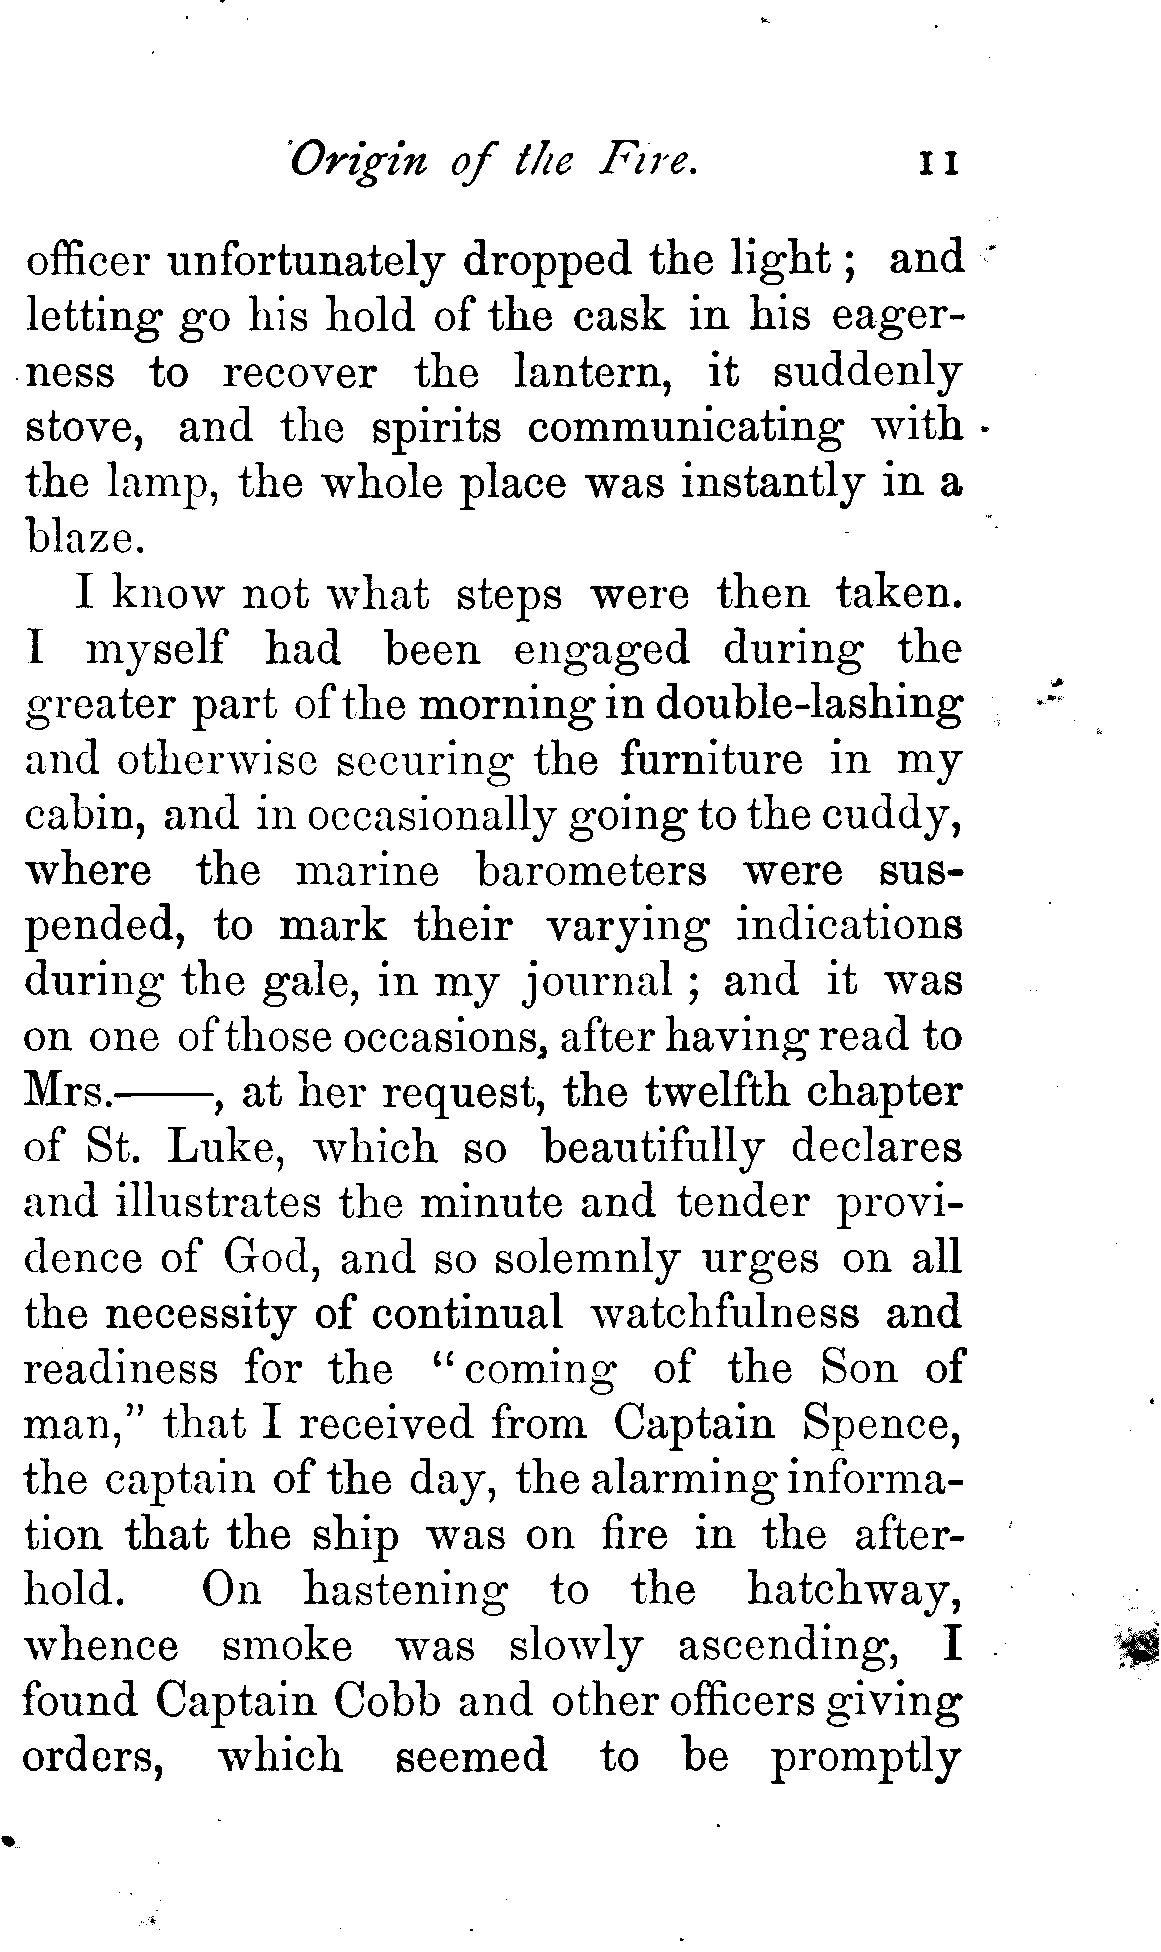 Origin of the Fire. 11
officer unfortunately dropped the light ; and
letting go his hold of the cask in his eager-
ness to recover the lantern, it suddenly
stove, and the spirits communicating with
the lamp, the whole place was instantly in a
blaze.
I know not what steps were then taken.
I myself had been engaged during the
greater part of the morning in double-lashing
and otherwise securing the furniture in my
cabin, and in occasionally going to the cuddy,
where the marine barometers were sus-
pended, to mark their varying indications
during the gale, in my journal ; and it was
on one of those occasions, after having read to
Mrs.——, at her request, the twelfth chapter
of St. Luke, which so beautifully declares
and illustrates the minute and tender provi-
dence of God, and so solemnly urges on all
the necessity of continual watchfulness and
readiness for the “coming of the Son of
man,” that I received from Captain Spence,
the captain of the day, the alarming informa-
tion that the ship was on fire in the after-
hold. On hastening to the hatchway,
whence smoke was slowly ascending, I
found Captain Cobb and other officers giving
orders, which seemed to be promptly